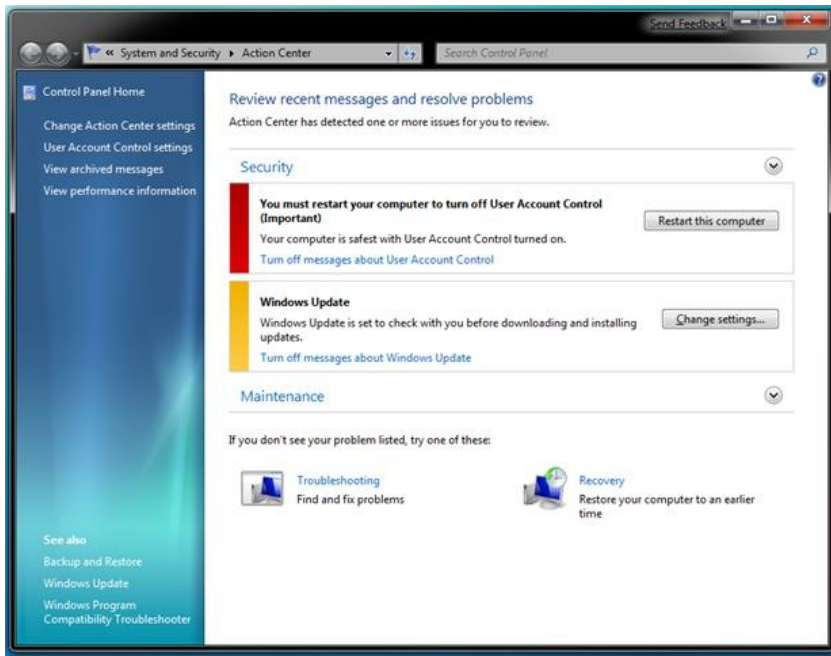 Send Feedback
« System and Security ▸ Action Center
Search Control Panel
Control Panel Home
Change Action Center settings
User Account Control settings
View archived messages
View performance information
Review recent messages and resolve problems
Action Center has detected one or more issues for you to review.
Security
You must restart your computer to turn off User Account Control
(Important)
Restart this computer
Your computer is safest with User Account Control turned on.
Turn off messages about User Account Control
Windows Update
Windows Update is set to check with you before downloading and installing
updates.
Change settings...
Turn off messages about Windows Update
Maintenance
If you don't see your problem listed, try one of these:
Troubleshooting
Find and fix problems
Recovery
Restore your computer to an earlier
time
See also
Backup and Restore
Windows Update
Windows Program
Compatibility Troubleshooter